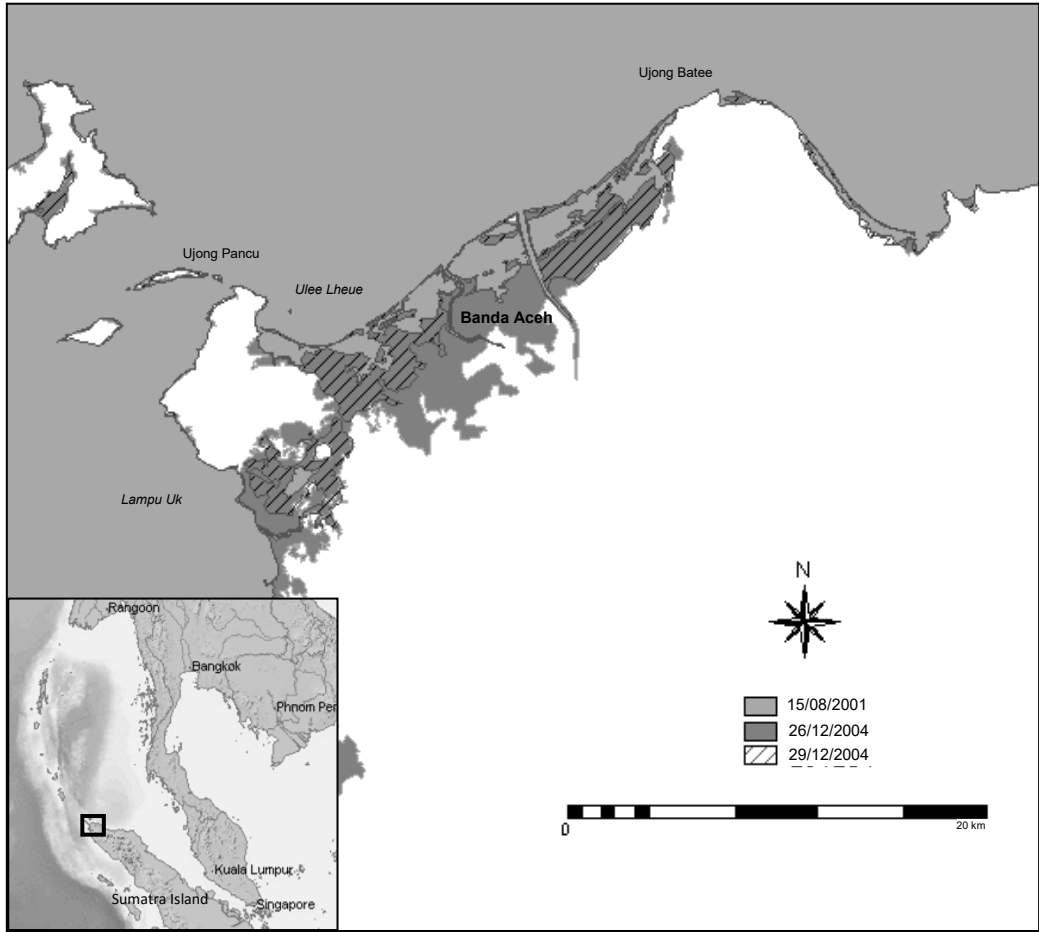 Ujong Batee
Ujong Pancu
Ulee Lheue
Banda Aceh
Lampu Uk
N
15/08/2001
26/12/2004
29/12/2004
0
20 km
Rangoon
Bangkok
Phnom Per
Kuala Lumpur
Sumatra Island
Singapore